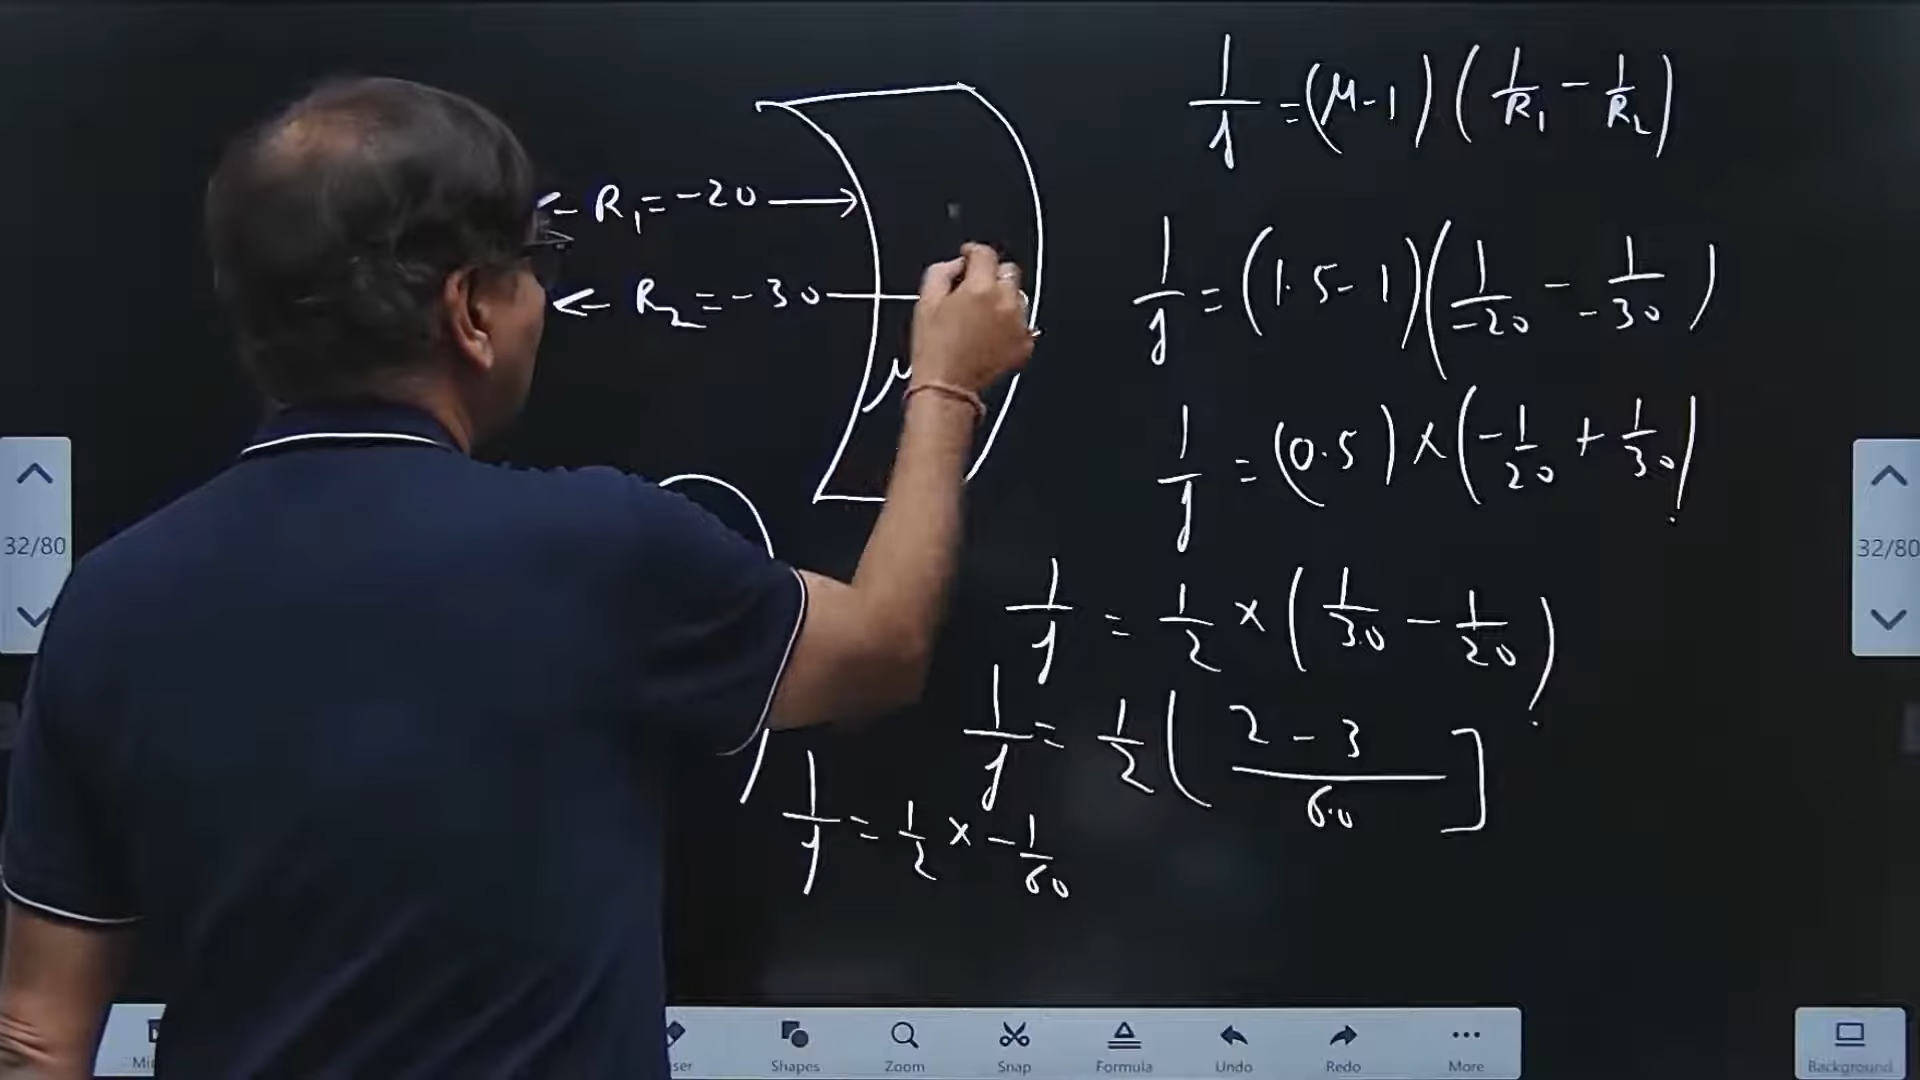 1/f = (μ-1) (1/R₁ - 1/R₂)
← R₁ = -20 →
1/f = (1.5-1) (1/-20 - 1/-30)
← R₂ = -30
μ
1/f = (0.5) × (-1/20 + 1/30)
1/f = 1/2 × (1/30 - 1/20)
1/f = 1/2 ( 2-3 / 60 ]
1/f = 1/2 × -1/60
32/80
32/80
Shapes
Zoom
Snap
Formula
Undo
Redo
More
Background